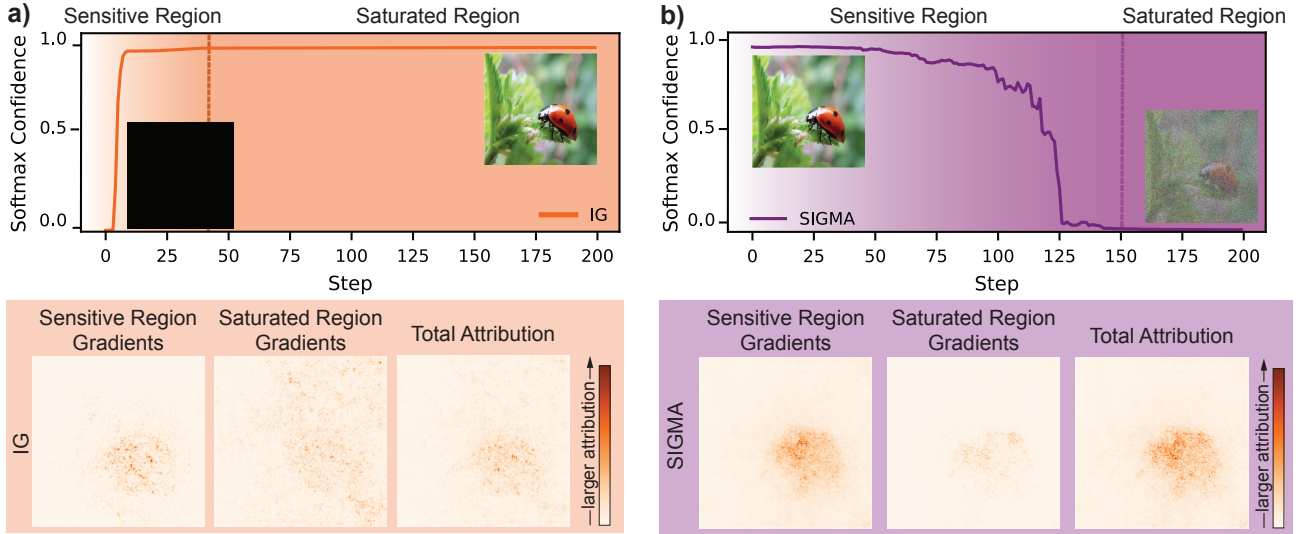 a)
Sensitive Region
Saturated Region
Softmax Confidence
1.0
0.5
0.0
IG
0 25 50 75 100 125 150 175 200
Step
Sensitive Region
Gradients
Saturated Region
Gradients
Total Attribution
IG
—larger attribution—
b)
Sensitive Region
Saturated Region
Softmax Confidence
1.0
0.5
0.0
SIGMA
0 25 50 75 100 125 150 175 200
Step
Sensitive Region
Gradients
Saturated Region
Gradients
Total Attribution
SIGMA
—larger attribution—